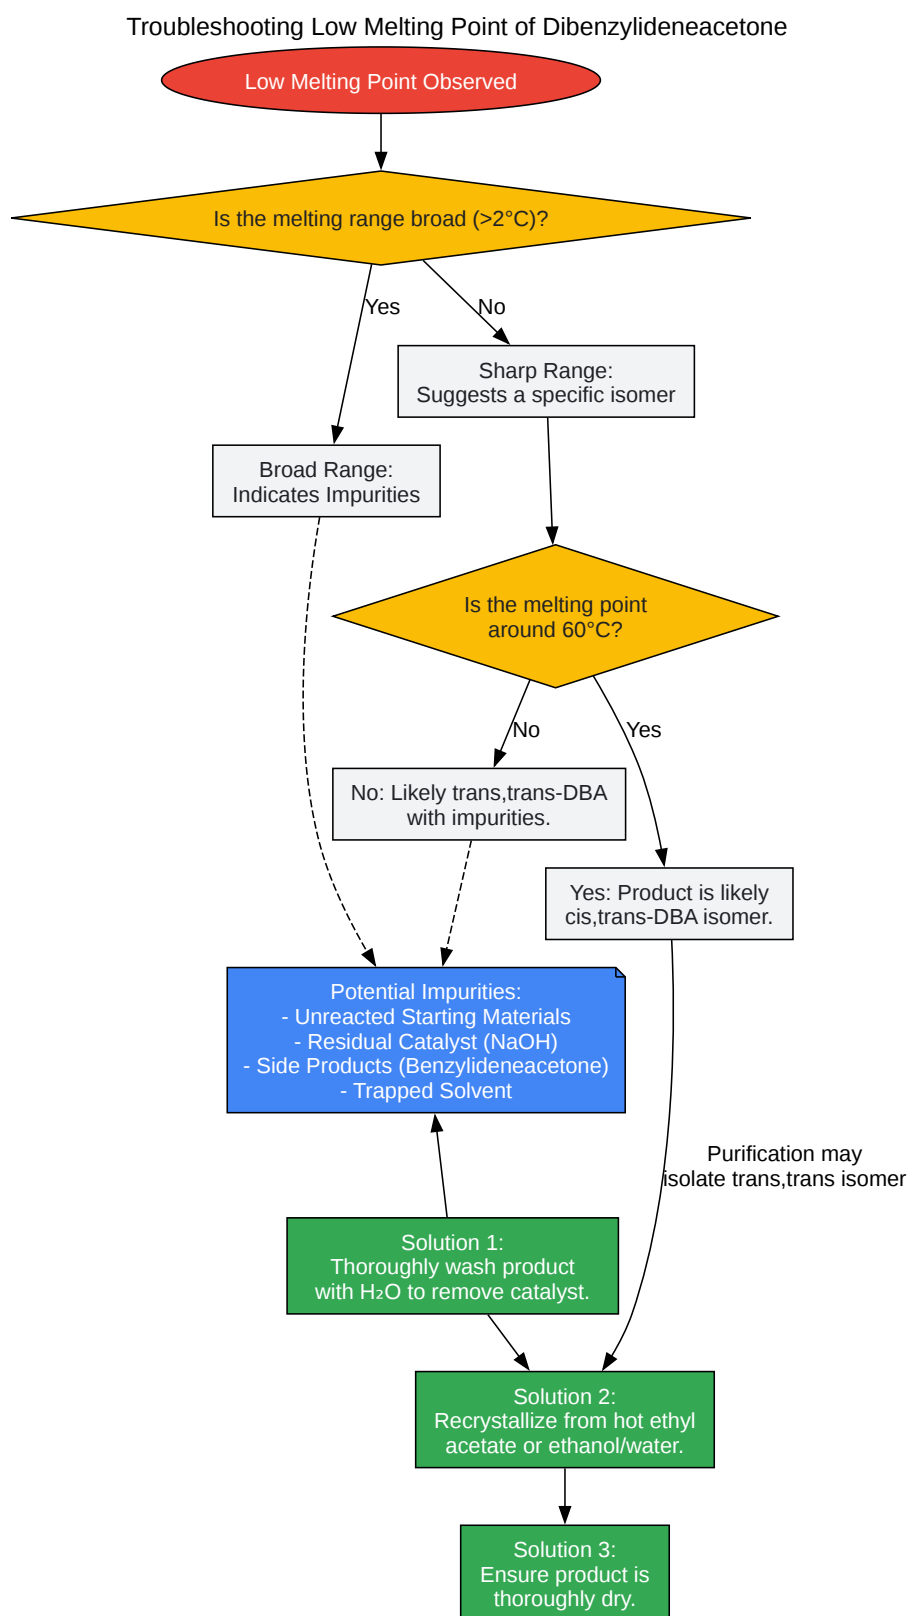 Troubleshooting Low Melting Point of Dibenzylideneacetone
Low Melting Point Observed
Is the melting range broad (>2°C)?
Yes
No
Sharp Range:
Suggests a specific isomer
Broad Range:
Indicates Impurities
Is the melting point
around 60°C?
No
Yes
No: Likely trans,trans-DBA
with impurities.
Yes: Product is likely
cis,trans-DBA isomer.
Potential Impurities:
- Unreacted Starting Materials
- Residual Catalyst (NaOH)
- Side Products (Benzylideneacetone)
- Trapped Solvent
Purification may
isolate trans,trans isomer
Solution 1:
Thoroughly wash product
with H₂O to remove catalyst.
Solution 2:
Recrystallize from hot ethyl
acetate or ethanol/water.
Solution 3:
Ensure product is
thoroughly dry.